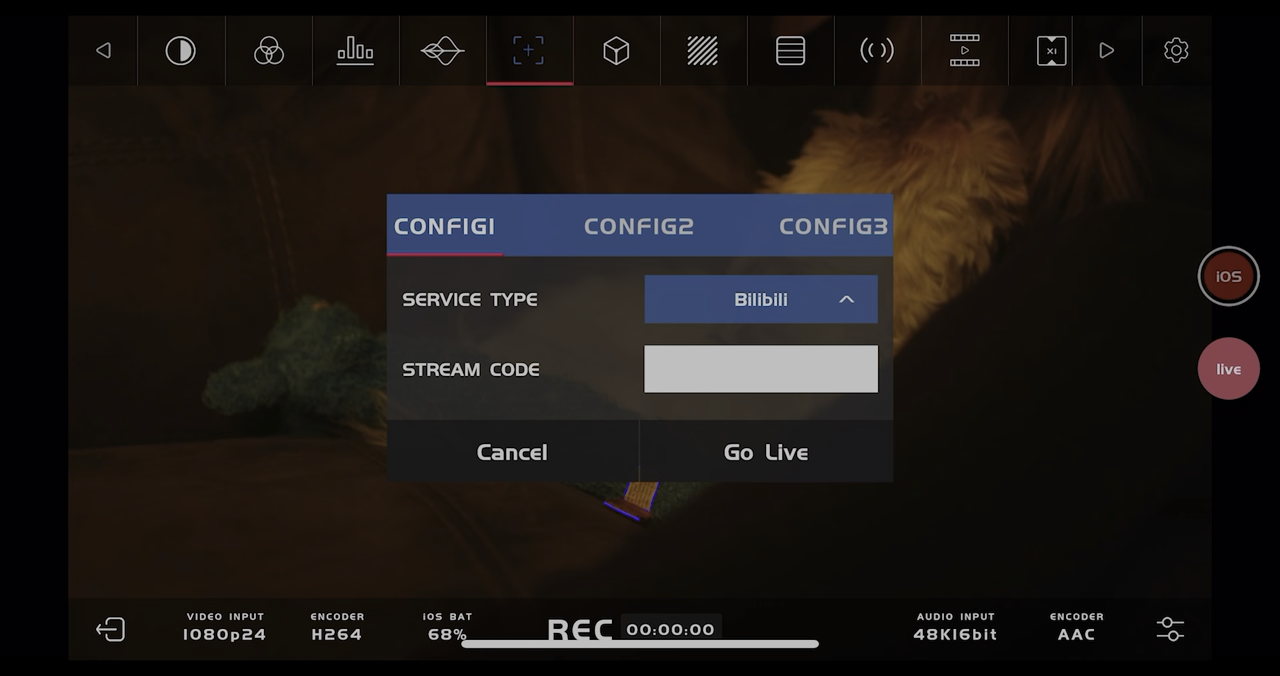 XI
CONFIG1 CONFIG2 CONFIG3
SERVICE TYPE Bilibili
STREAM CODE
Cancel Go Live
iOS
live
VIDEO INPUT
1080p24
ENCODER
H264
iOS BAT
68%
REC 00:00:00
AUDIO INPUT
48K16bit
ENCODER
AAC